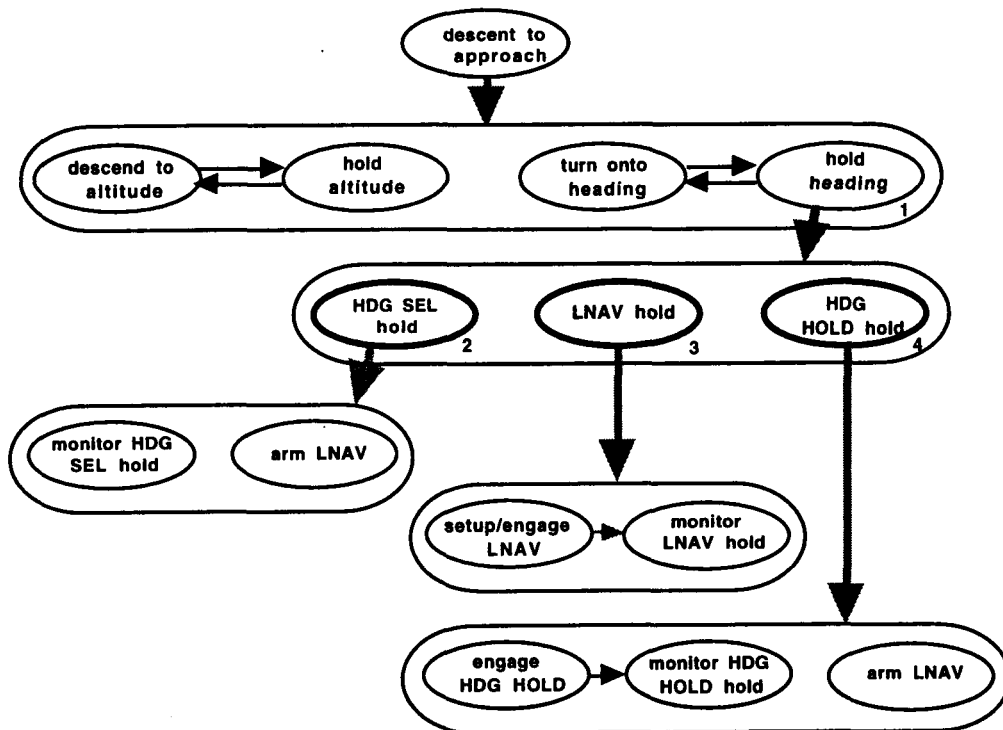 descent to
approach
descend to
altitude
hold
altitude
turn onto
heading
hold
heading
1
HDG SEL
hold
2
LNAV hold
3
HDG
HOLD hold
4
monitor HDG
SEL hold
arm LNAV
setup/engage
LNAV
monitor
LNAV hold
engage
HDG HOLD
monitor HDG
HOLD hold
arm LNAV